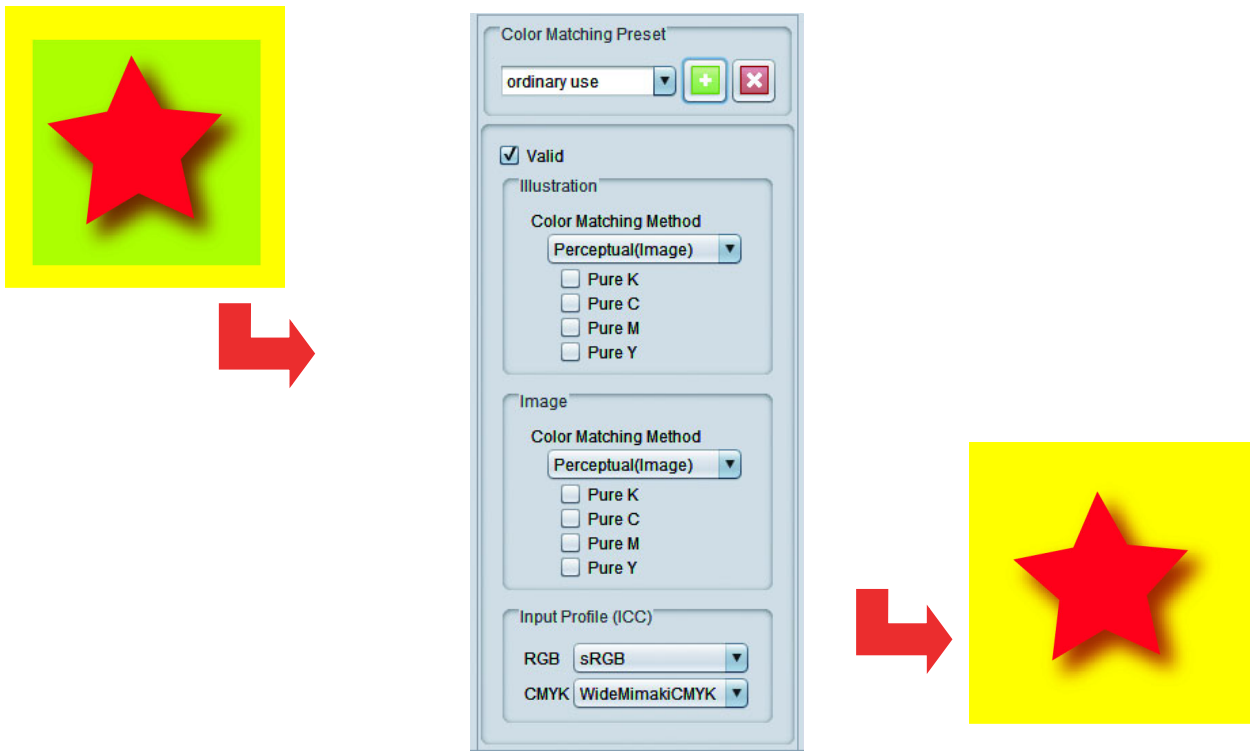 Color Matching Preset
ordinary use
Valid
Illustration
Color Matching Method
Perceptual(Image)
Pure K
Pure C
Pure M
Pure Y
Image
Color Matching Method
Perceptual(Image)
Pure K
Pure C
Pure M
Pure Y
Input Profile (ICC)
RGB sRGB
CMYK WideMimakiCMYK